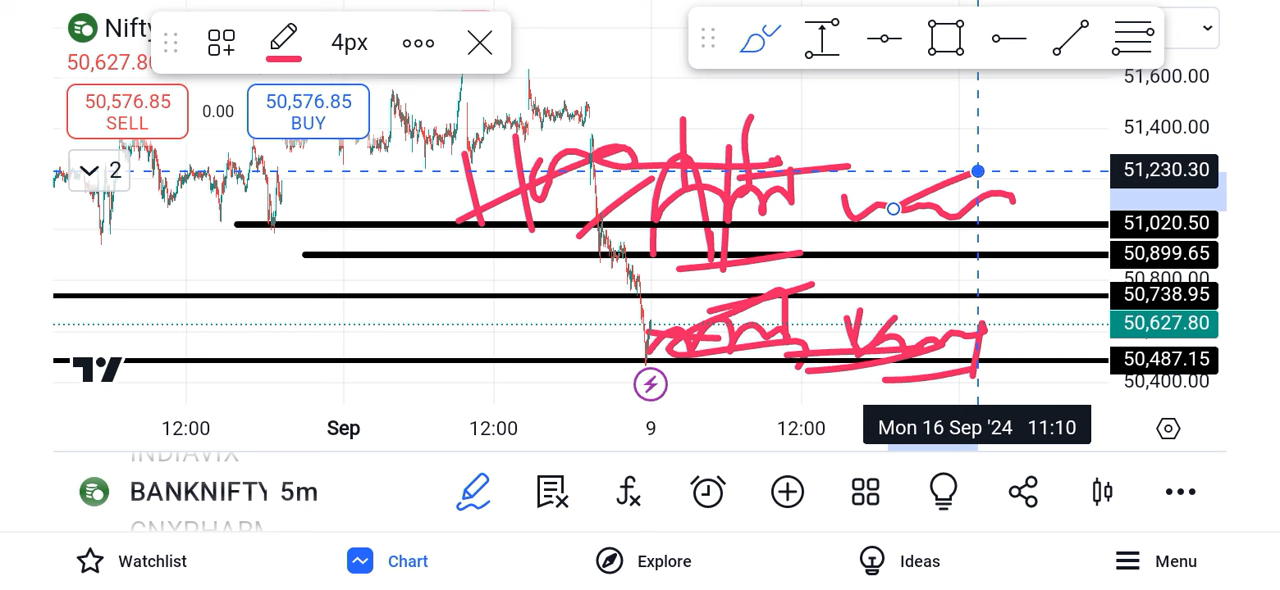 Nifty
4px
50,627.80
50,576.85
SELL
0.00
50,576.85
BUY
2
51,600.00
51,400.00
51,230.30
51,020.50
50,899.65
50,800.00
50,738.95
50,627.80
50,487.15
50,400.00
12:00
Sep
12:00
9
12:00
Mon 16 Sep '24 11:10
INDIAVIX
BANKNIFTY 5m
CNXPHARMA
Watchlist
Chart
Explore
Ideas
Menu